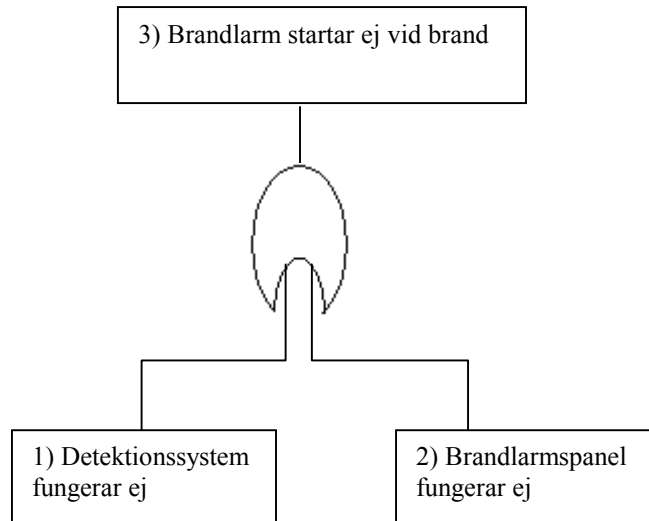 3) Brandlarm startar ej vid brand
1) Detektionssystem
fungerar ej
2) Brandlarmspanel
fungerar ej